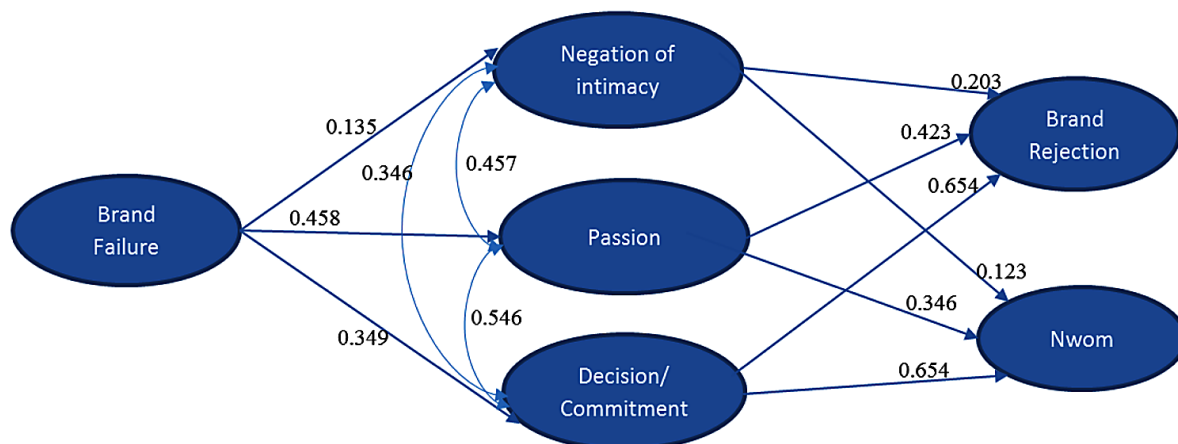 Negation of
intimacy
0.203
0.135
0.423
Brand
Rejection
0.346
0.457
0.654
Brand
Failure
0.458
Passion
0.123
0.346
0.546
0.349
Nwom
Decision/
Commitment
0.654